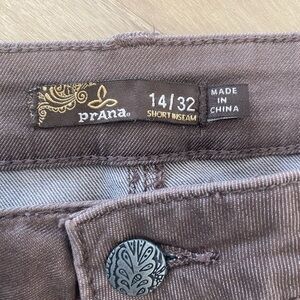 prAna®
14/32
SHORT INSEAM
MADE
IN
CHINA